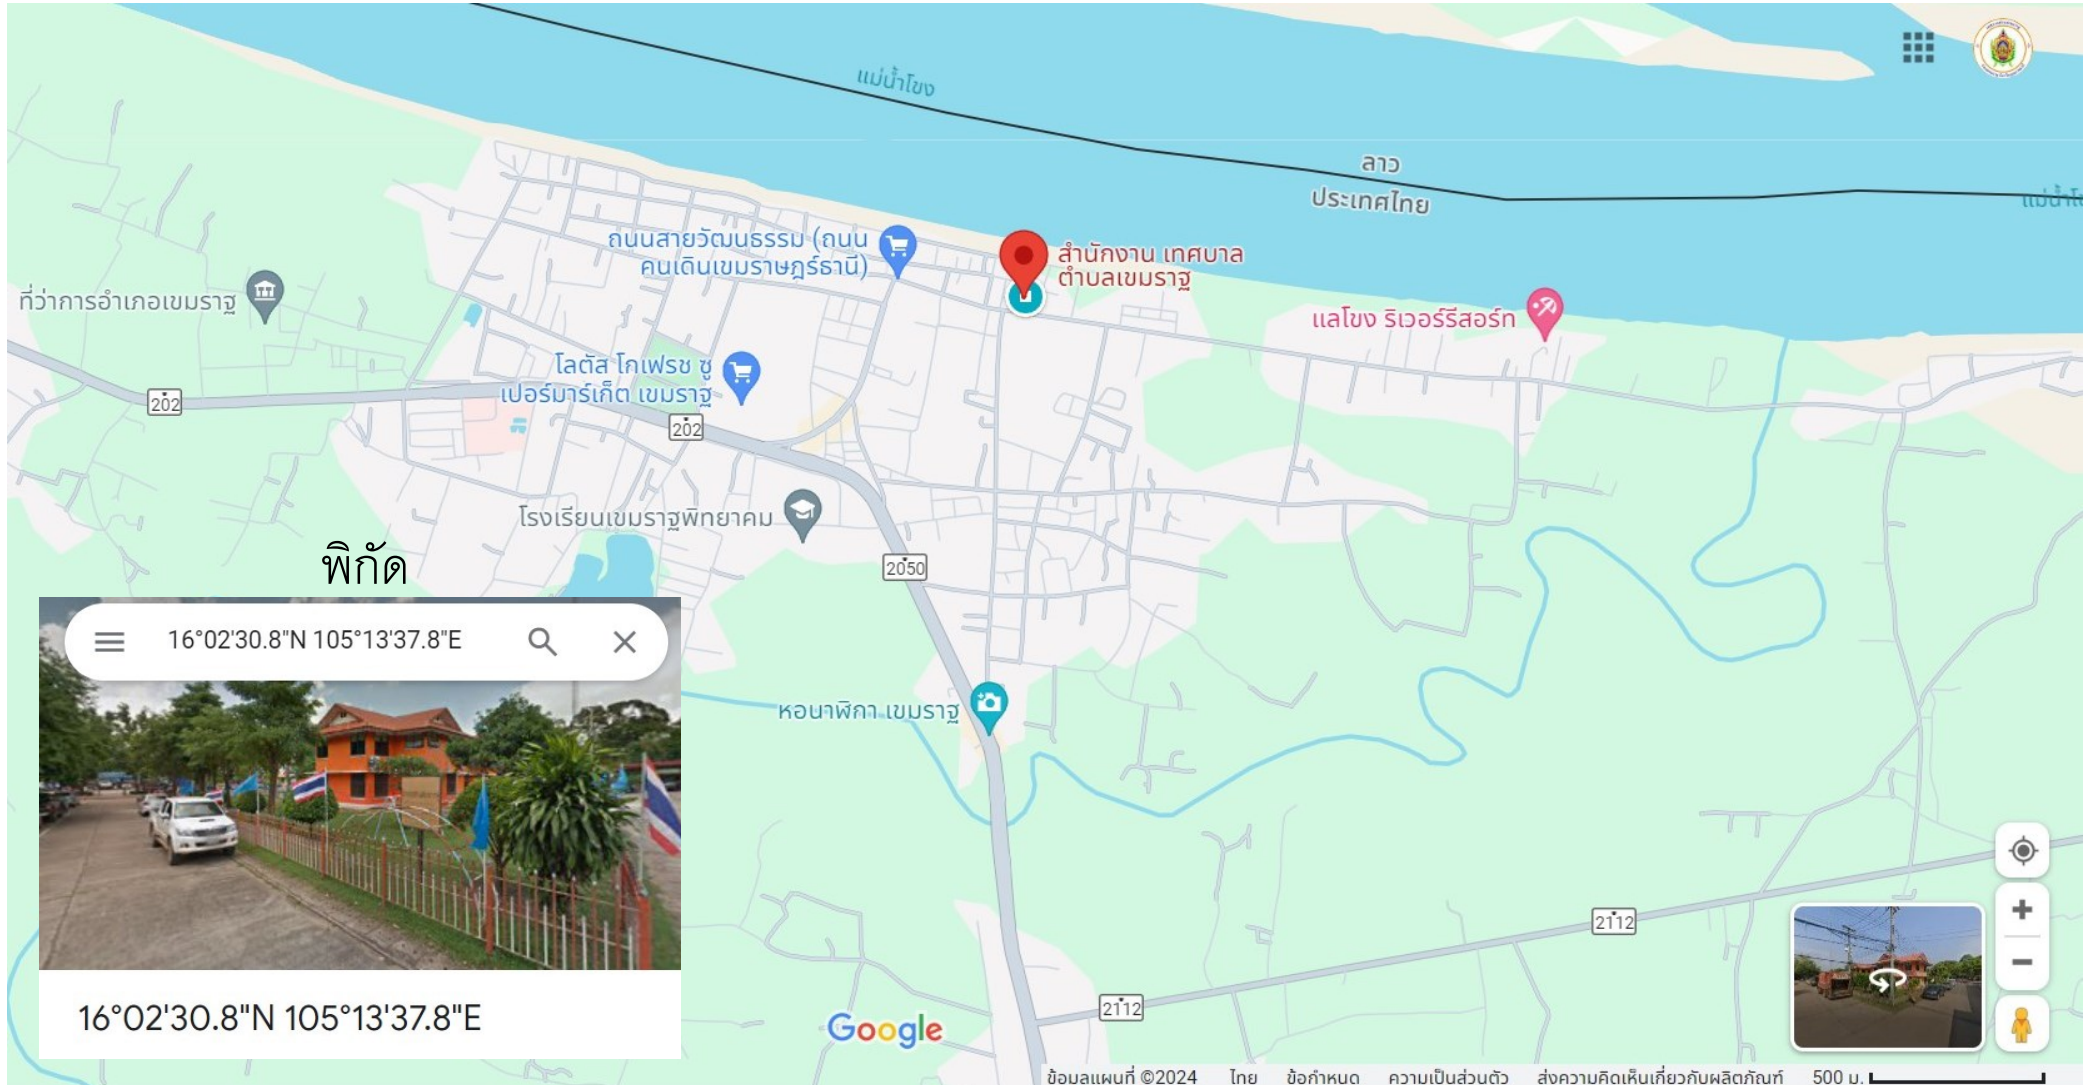 แม่น้ำโขง
ลาว
ประเทศไทย
ถนนสายวัฒนธรรม (ถนน
คนเดินเขมราษฎร์ธานี)
สำนักงาน เทศบาล
ตำบลเขมราฐ
ที่ว่าการอำเภอเขมราฐ
แลโขง ริเวอร์รีสอร์ท
โลตัส โกเฟรช ซู
เปอร์มาร์เก็ต เขมราฐ
202
202
โรงเรียนเขมราฐพิทยาคม
พิกัด
2050
16°02'30.8"N 105°13'37.8"E
หอนาฬิกา เขมราฐ
2112
2112
16°02'30.8"N 105°13'37.8"E
Google
ข้อมูลแผนที่ ©2024 ไทย ข้อกำหนด ความเป็นส่วนตัว ส่งความคิดเห็นเกี่ยวกับผลิตภัณฑ์ 500 ม.